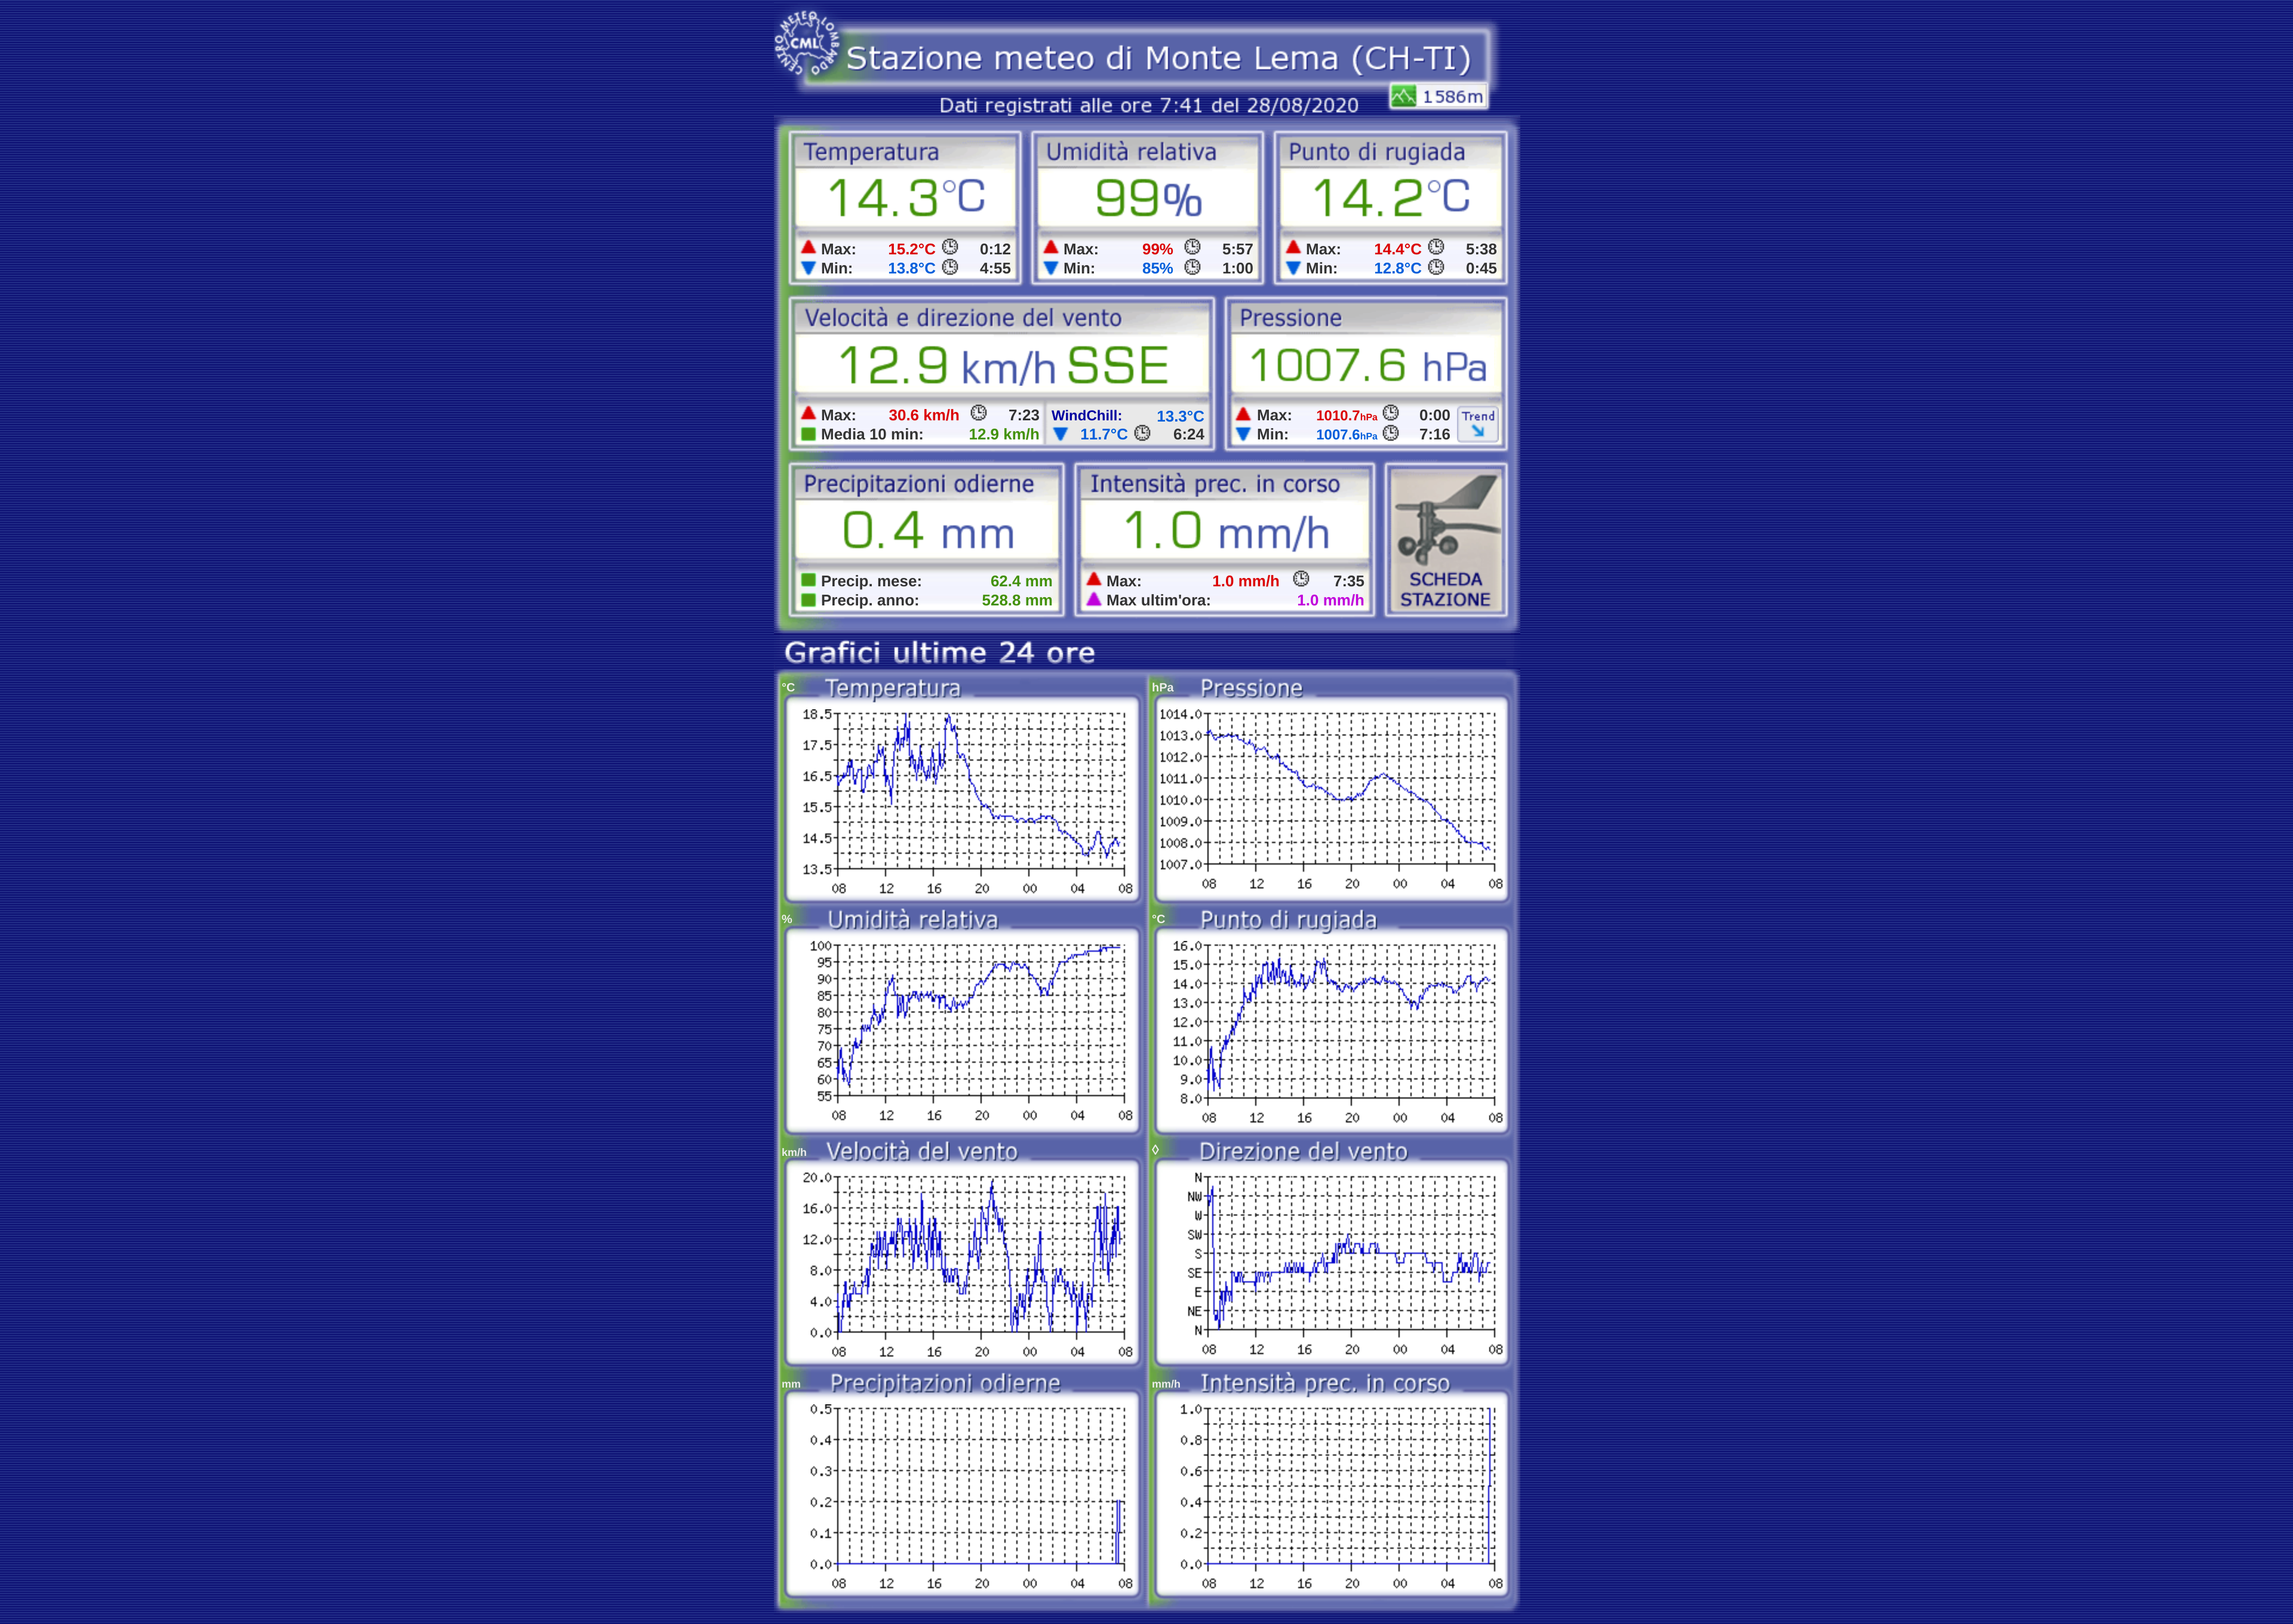 CENTRO METEO LOMBARDO
CML
Stazione meteo di Monte Lema (CH-TI)
1586m
Dati registrati alle ore 7:41 del 28/08/2020
Temperatura
14.3°C
Max: 15.2°C 0:12
Min: 13.8°C 4:55
Umidità relativa
99%
Max: 99% 5:57
Min: 85% 1:00
Punto di rugiada
14.2°C
Max: 14.4°C 5:38
Min: 12.8°C 0:45
Velocità e direzione del vento
12.9 km/h SSE
Max: 30.6 km/h 7:23
Media 10 min: 12.9 km/h
WindChill: 13.3°C
11.7°C 6:24
Pressione
1007.6 hPa
Max: 1010.7hPa 0:00
Min: 1007.6hPa 7:16
Trend
Precipitazioni odierne
0.4 mm
Precip. mese: 62.4 mm
Precip. anno: 528.8 mm
Intensità prec. in corso
1.0 mm/h
Max: 1.0 mm/h 7:35
Max ultim'ora: 1.0 mm/h
SCHEDA
STAZIONE
Grafici ultime 24 ore
°C Temperatura
18.5
17.5
16.5
15.5
14.5
13.5
08 12 16 20 00 04 08
hPa Pressione
1014.0
1013.0
1012.0
1011.0
1010.0
1009.0
1008.0
1007.0
08 12 16 20 00 04 08
% Umidità relativa
100
95
90
85
80
75
70
65
60
55
08 12 16 20 00 04 08
°C Punto di rugiada
16.0
15.0
14.0
13.0
12.0
11.0
10.0
9.0
8.0
08 12 16 20 00 04 08
km/h Velocità del vento
20.0
16.0
12.0
8.0
4.0
0.0
08 12 16 20 00 04 08
◊ Direzione del vento
N
NW
W
SW
S
SE
E
NE
N
08 12 16 20 00 04 08
mm Precipitazioni odierne
0.5
0.4
0.3
0.2
0.1
0.0
08 12 16 20 00 04 08
mm/h Intensità prec. in corso
1.0
0.8
0.6
0.4
0.2
0.0
08 12 16 20 00 04 08